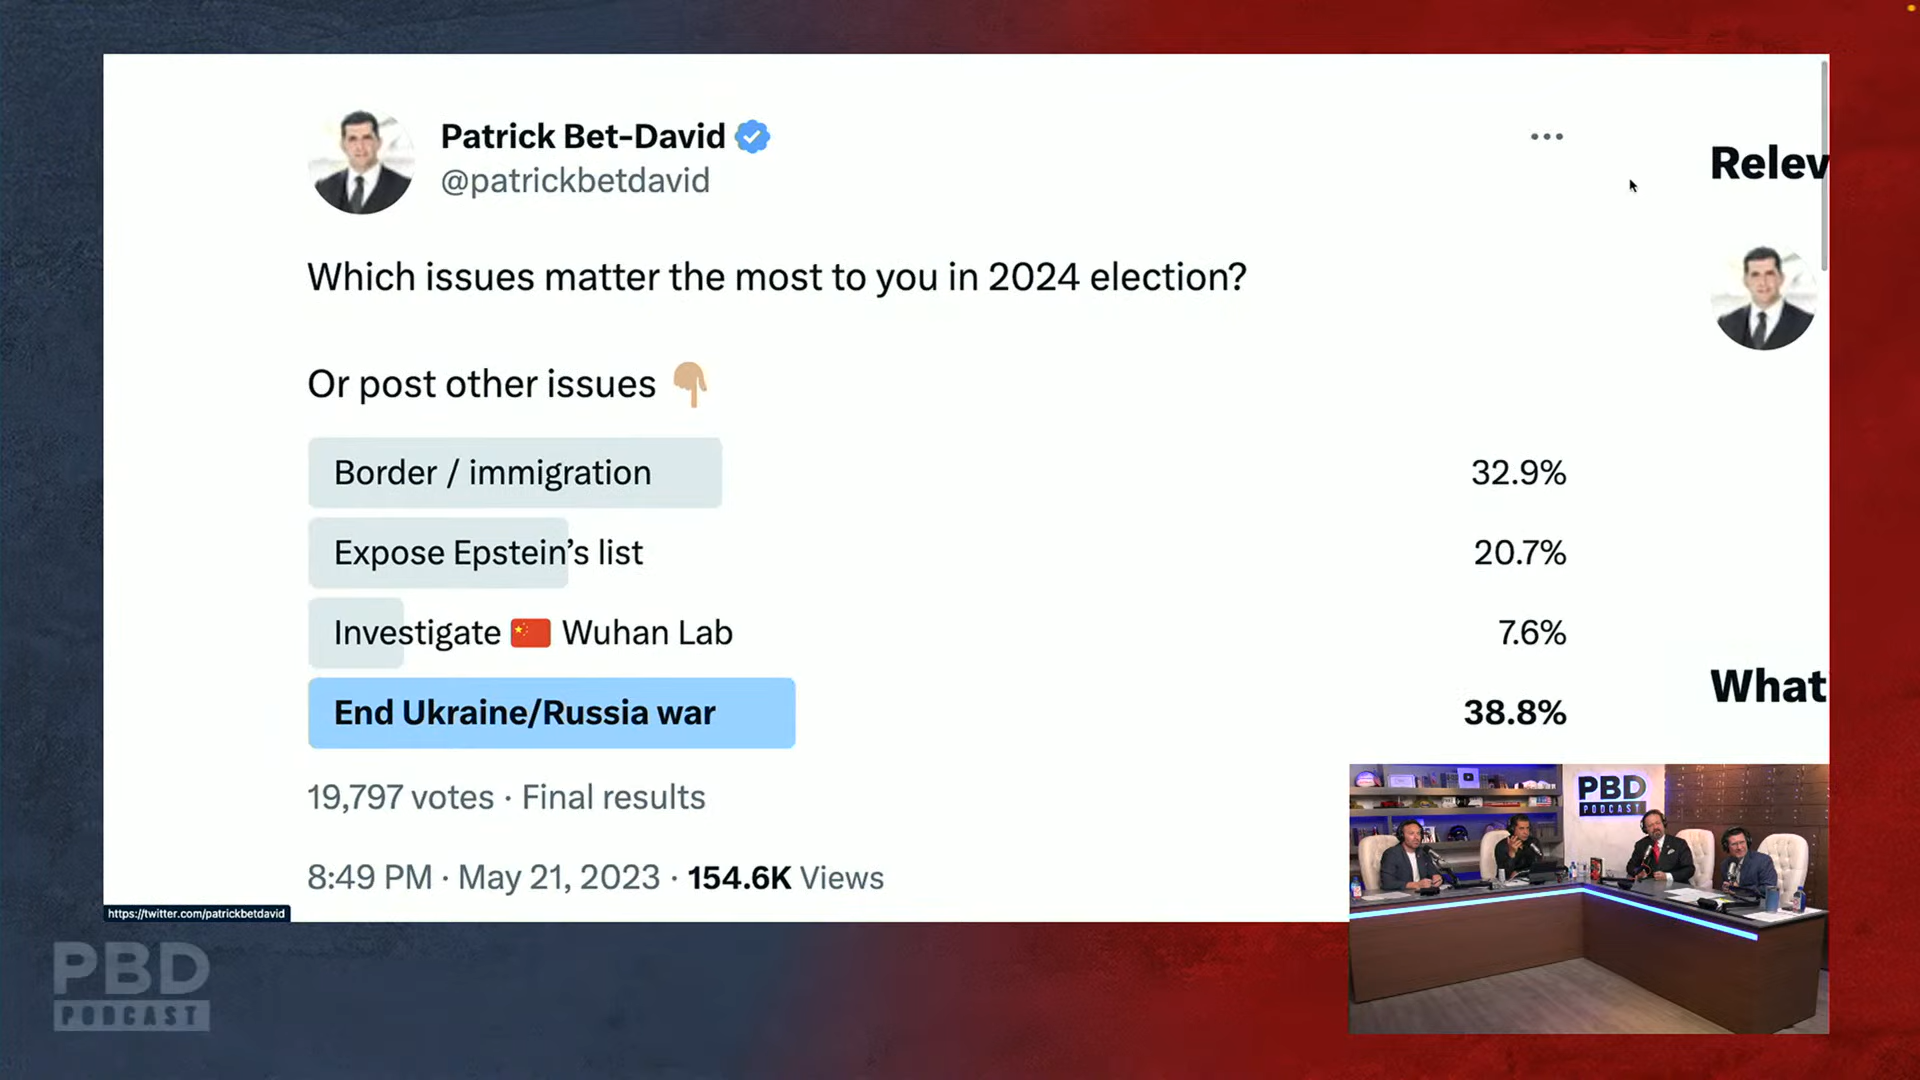 Patrick Bet-David
@patrickbetdavid
Relev
Which issues matter the most to you in 2024 election?
Or post other issues 👇🏼
Border / immigration 32.9%
Expose Epstein’s list 20.7%
Investigate 🇨🇳 Wuhan Lab 7.6%
End Ukraine/Russia war 38.8%
What
19,797 votes · Final results
8:49 PM · May 21, 2023 · 154.6K Views
https://twitter.com/patrickbetdavid
PBD
PODCAST
PBD
PODCAST